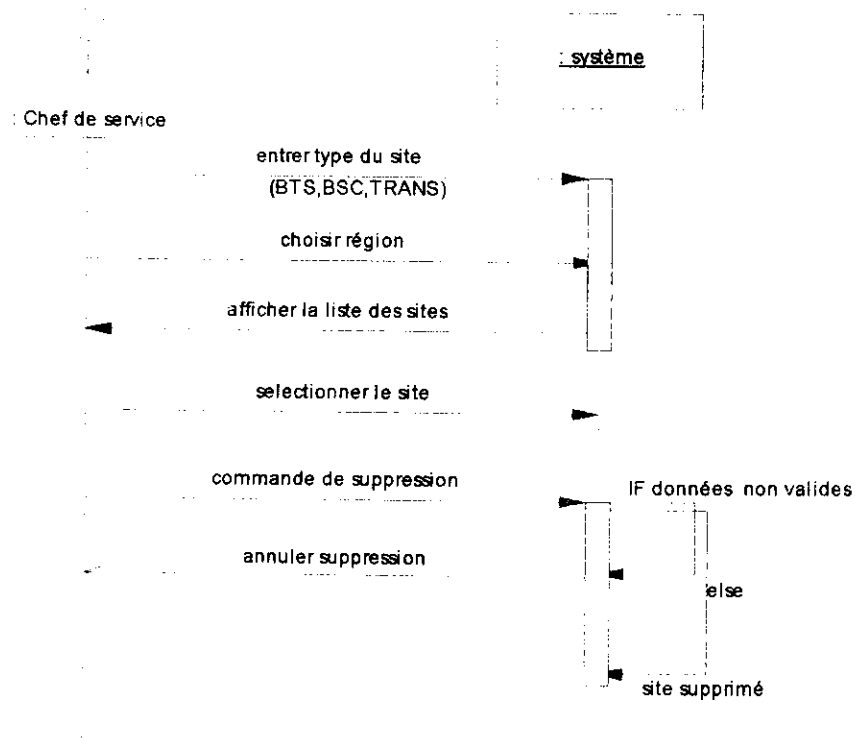 : système
: Chef de service
entrer type du site
(BTS,BSC,TRANS)
choisir région
afficher la liste des sites
selectionner le site
commande de suppression
IF données non valides
annuler suppression
else
site supprimé